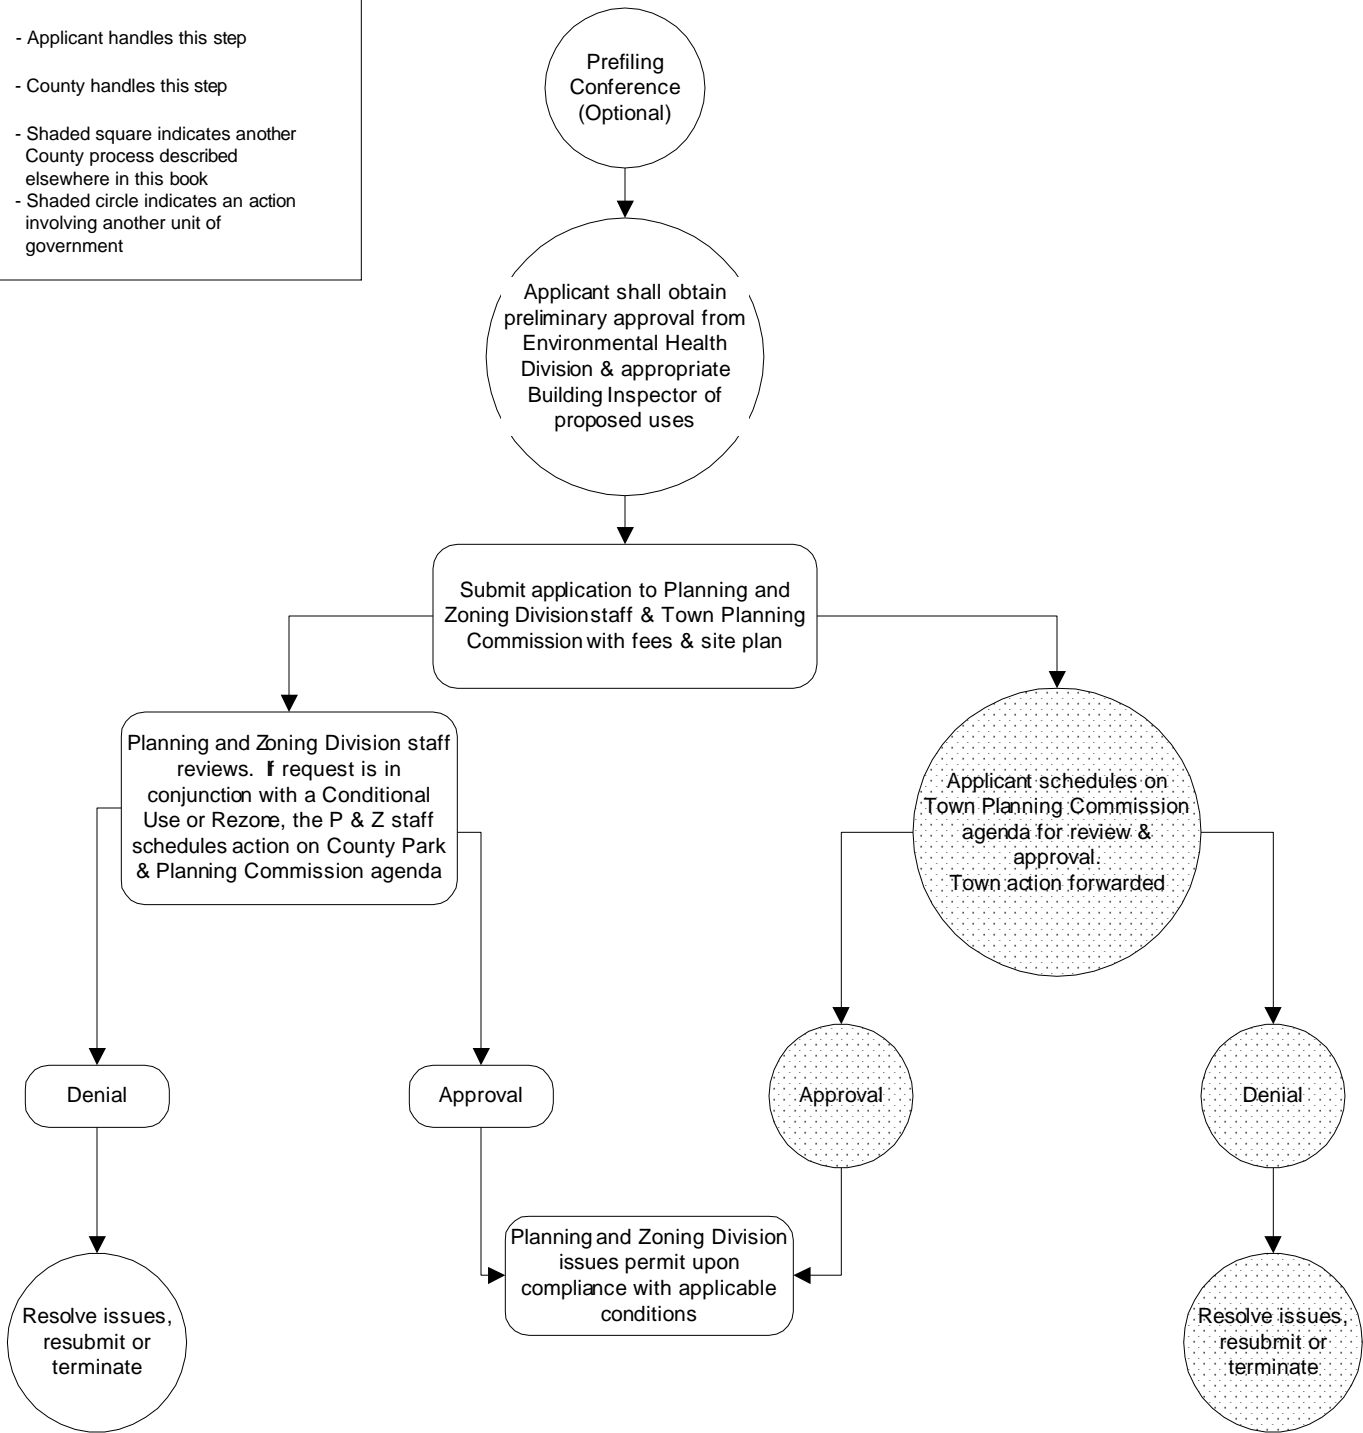 - Applicant handles this step
- County handles this step
- Shaded square indicates another
County process described
elsewhere in this book
- Shaded circle indicates an action
involving another unit of
government
Prefiling
Conference
(Optional)
Applicant shall obtain
preliminary approval from
Environmental Health
Division & appropriate
Building Inspector of
proposed uses
Submit application to Planning and
Zoning Division staff & Town Planning
Commission with fees & site plan
Planning and Zoning Division staff
reviews. If request is in
conjunction with a Conditional
Use or Rezone, the P & Z staff
schedules action on County Park
& Planning Commission agenda
Applicant schedules on
Town Planning Commission
agenda for review &
approval.
Town action forwarded
Denial
Approval
Approval
Denial
Planning and Zoning Division
issues permit upon
compliance with applicable
conditions
Resolve issues,
resubmit or
terminate
Resolve issues,
resubmit or
terminate